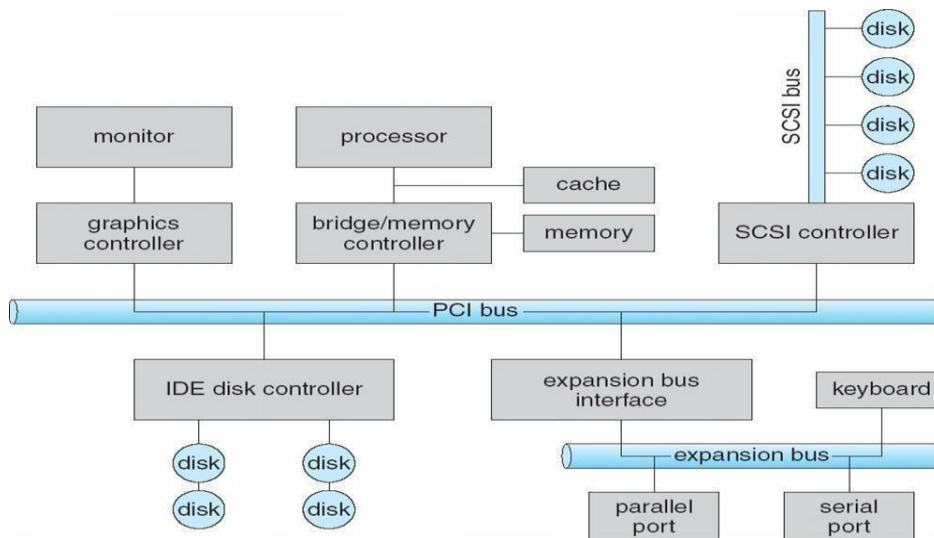 disk
disk
SCSI bus
disk
disk
monitor
processor
cache
graphics
controller
bridge/memory
controller
memory
SCSI controller
PCI bus
IDE disk controller
expansion bus
interface
keyboard
disk
disk
expansion bus
disk
disk
parallel
port
serial
port